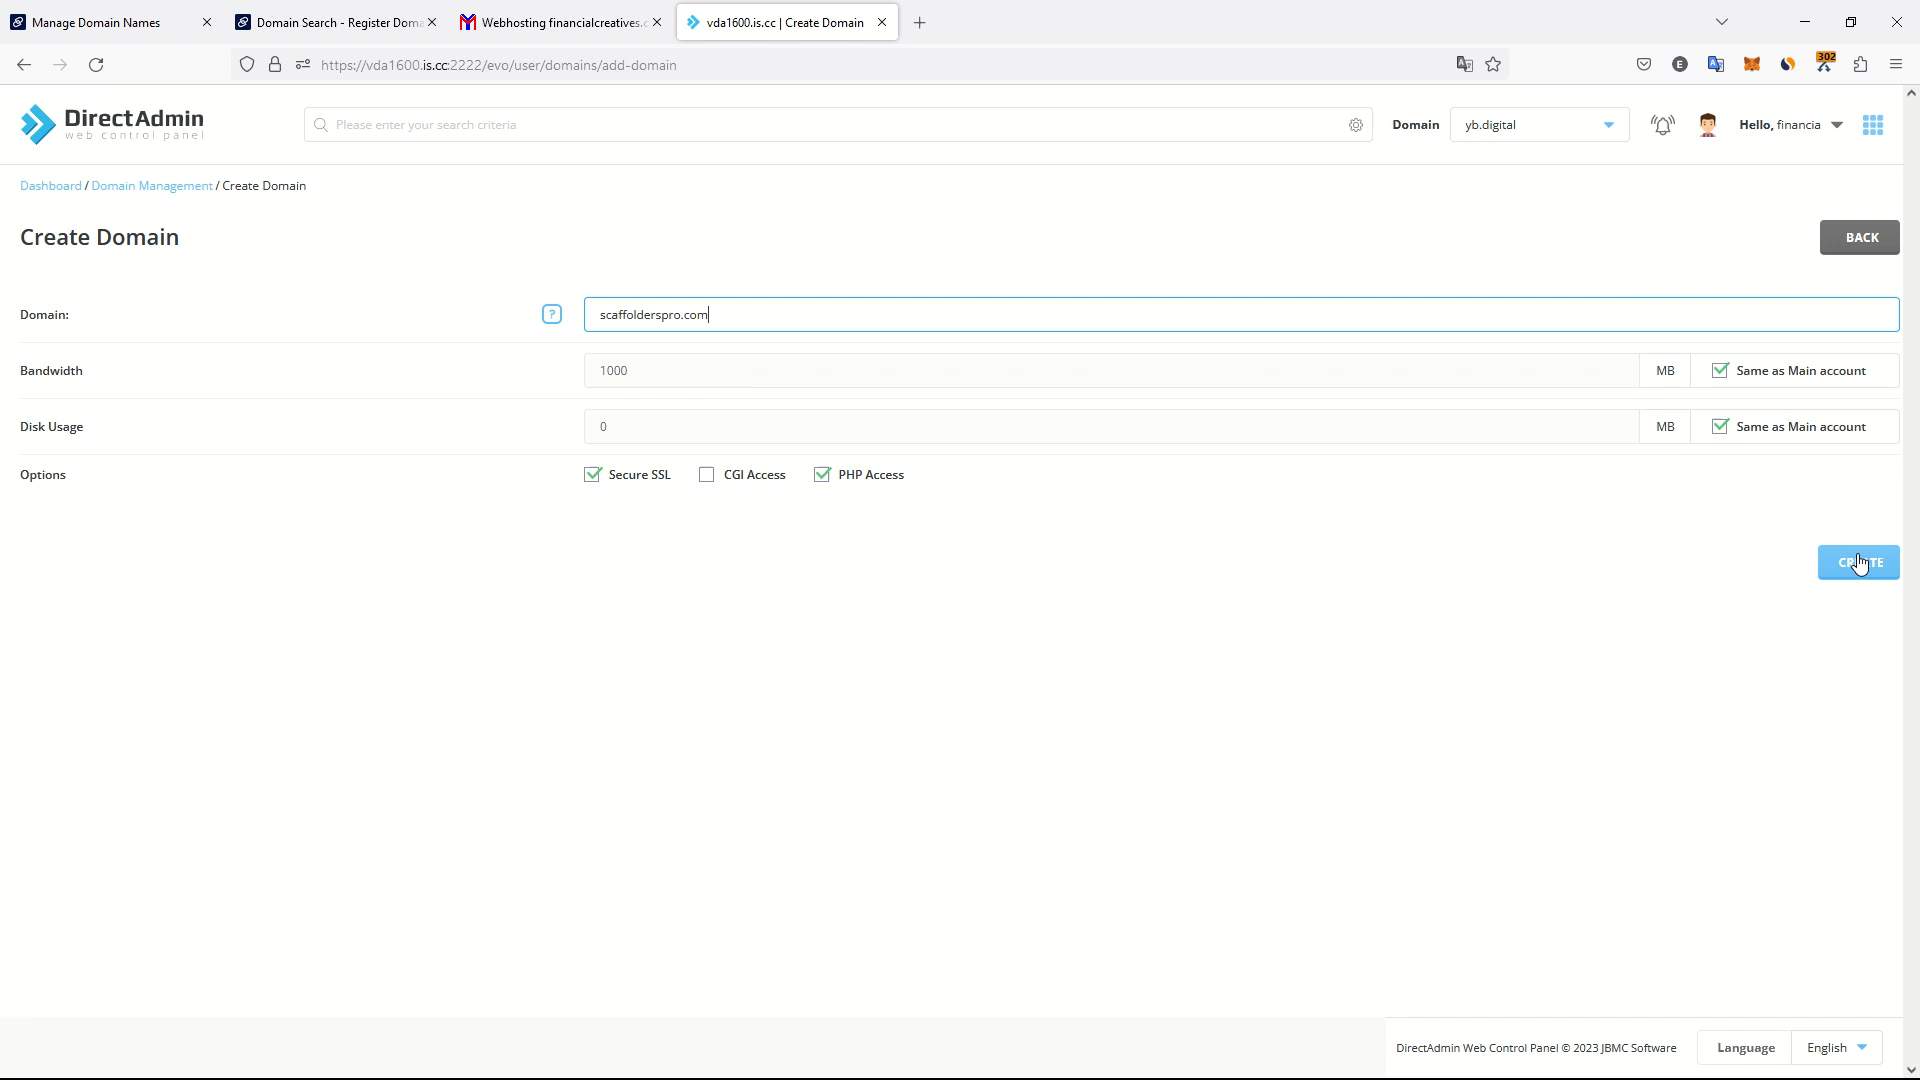 Manage Domain Names
Domain Search - Register Doma
Webhosting financialcreatives.c
vda1600.is.cc | Create Domain
https://vda1600.is.cc:2222/evo/user/domains/add-domain
E
302
DirectAdmin
web control panel
Please enter your search criteria
Domain
yb.digital
Hello, financia
Dashboard / Domain Management / Create Domain
Create Domain
BACK
Domain:
?
scaffolderspro.com
Bandwidth
1000
MB
Same as Main account
Disk Usage
0
MB
Same as Main account
Options
Secure SSL
CGI Access
PHP Access
DirectAdmin Web Control Panel © 2023 JBMC Software
Language
English